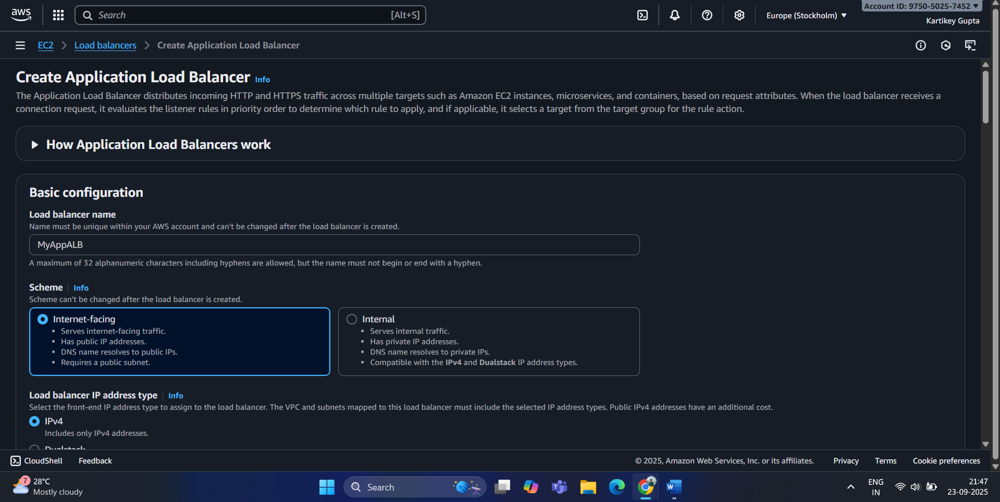 aws
Search [Alt+S]
Europe (Stockholm)
Account ID: 9750-5025-7452
Kartikey Gupta
EC2 Load balancers Create Application Load Balancer
Create Application Load Balancer Info
The Application Load Balancer distributes incoming HTTP and HTTPS traffic across multiple targets such as Amazon EC2 instances, microservices, and containers, based on request attributes. When the load balancer receives a
connection request, it evaluates the listener rules in priority order to determine which rule to apply, and if applicable, it selects a target from the target group for the rule action.
How Application Load Balancers work
Basic configuration
Load balancer name
Name must be unique within your AWS account and can't be changed after the load balancer is created.
MyAppALB
A maximum of 32 alphanumeric characters including hyphens are allowed, but the name must not begin or end with a hyphen.
Scheme Info
Scheme can't be changed after the load balancer is created.
Internet-facing
• Serves internet-facing traffic.
• Has public IP addresses.
• DNS name resolves to public IPs.
• Requires a public subnet.
Internal
• Serves internal traffic.
• Has private IP addresses.
• DNS name resolves to private IPs.
• Compatible with the IPv4 and Dualstack IP address types.
Load balancer IP address type Info
Select the front-end IP address type to assign to the load balancer. The VPC and subnets mapped to this load balancer must include the selected IP address types. Public IPv4 addresses have an additional cost.
IPv4
Includes only IPv4 addresses.
Dualstack
CloudShell Feedback
© 2025, Amazon Web Services, Inc. or its affiliates. Privacy Terms Cookie preferences
7
28°C
Mostly cloudy
Search
ENG
IN
21:47
23-09-2025